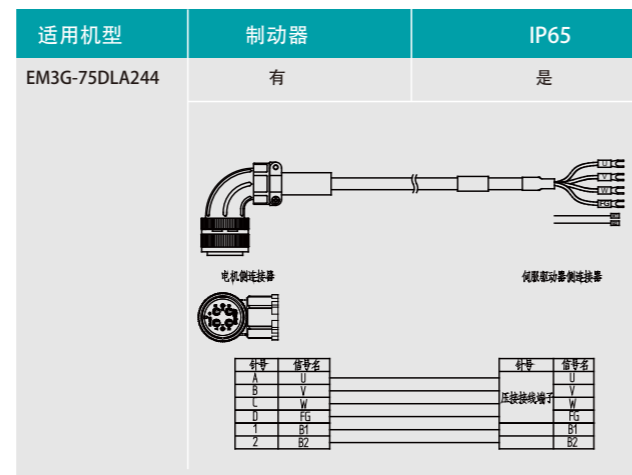 适用机型 制动器 IP65
EM3G-75DLA244 有 是
U
V
W
FG
电机侧连接器 伺服驱动器侧连接器
针号 信号名 针号 信号名
A U 压接接线端子 U
B V V
L W W
D FG FG
1 B1 B1
2 B2 B2